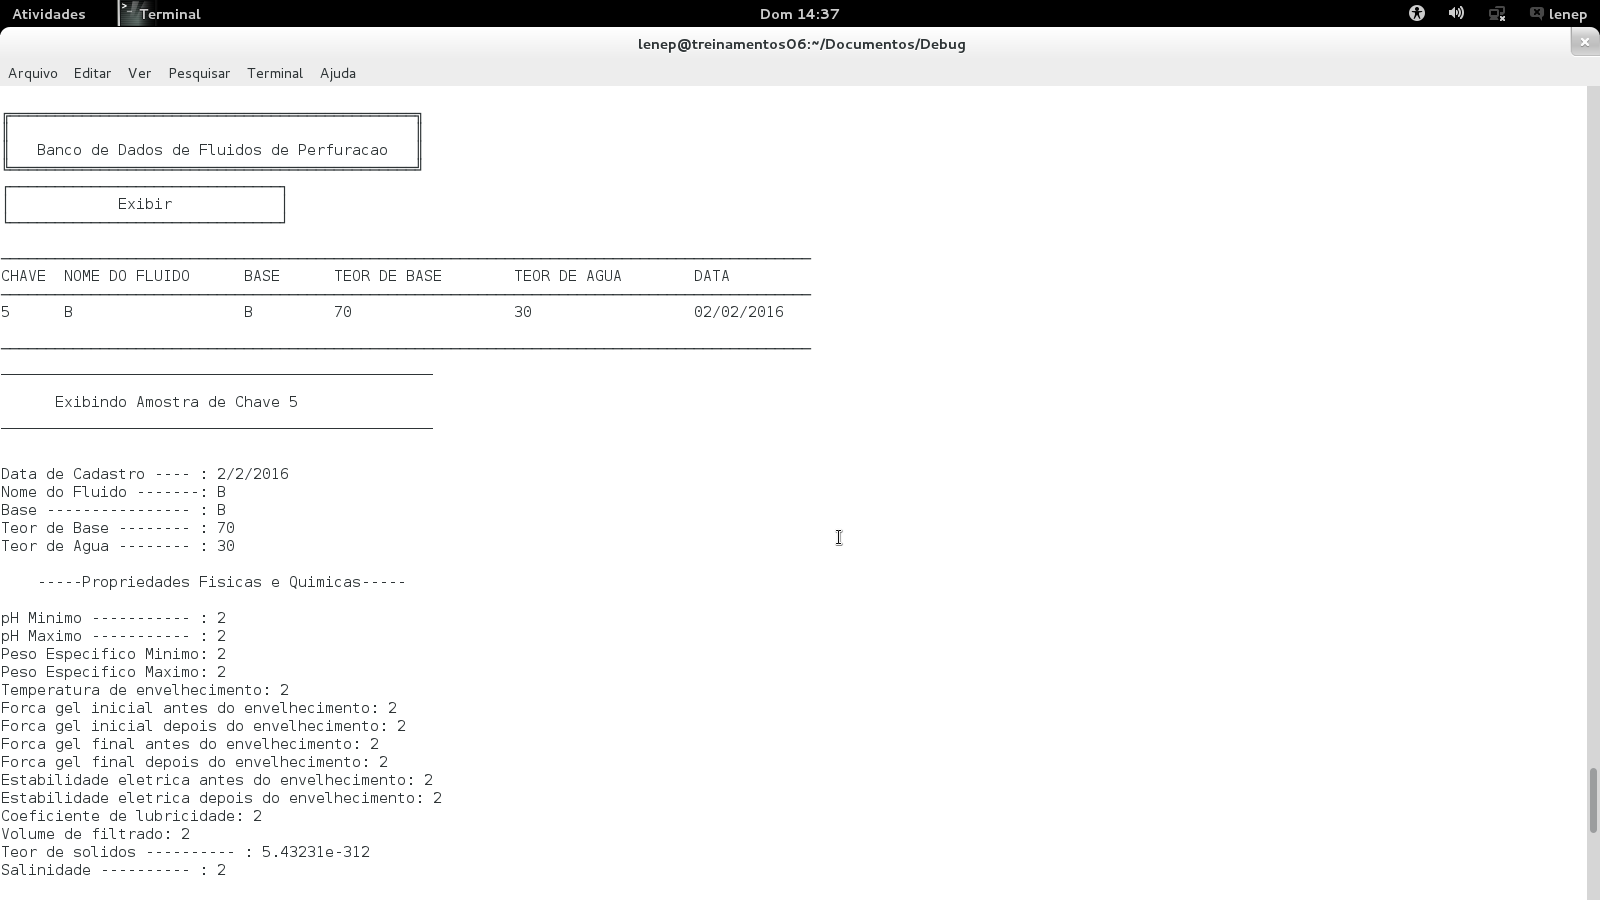 Atividades Terminal Dom 14:37 lenep
lenep@treinamentos06:~/Documentos/Debug
Arquivo Editar Ver Pesquisar Terminal Ajuda
Banco de Dados de Fluidos de Perfuracao
Exibir
CHAVE NOME DO FLUIDO BASE TEOR DE BASE TEOR DE AGUA DATA
5 B B 70 30 02/02/2016
Exibindo Amostra de Chave 5
Data de Cadastro ---- : 2/2/2016
Nome do Fluido -------: B
Base ---------------- : B
Teor de Base -------- : 70
Teor de Agua -------- : 30
-----Propriedades Fisicas e Quimicas-----
pH Minimo ----------- : 2
pH Maximo ----------- : 2
Peso Especifico Minimo: 2
Peso Especifico Maximo: 2
Temperatura de envelhecimento: 2
Forca gel inicial antes do envelhecimento: 2
Forca gel inicial depois do envelhecimento: 2
Forca gel final antes do envelhecimento: 2
Forca gel final depois do envelhecimento: 2
Estabilidade eletrica antes do envelhecimento: 2
Estabilidade eletrica depois do envelhecimento: 2
Coeficiente de lubricidade: 2
Volume de filtrado: 2
Teor de solidos ---------- : 5.43231e-312
Salinidade ---------- : 2